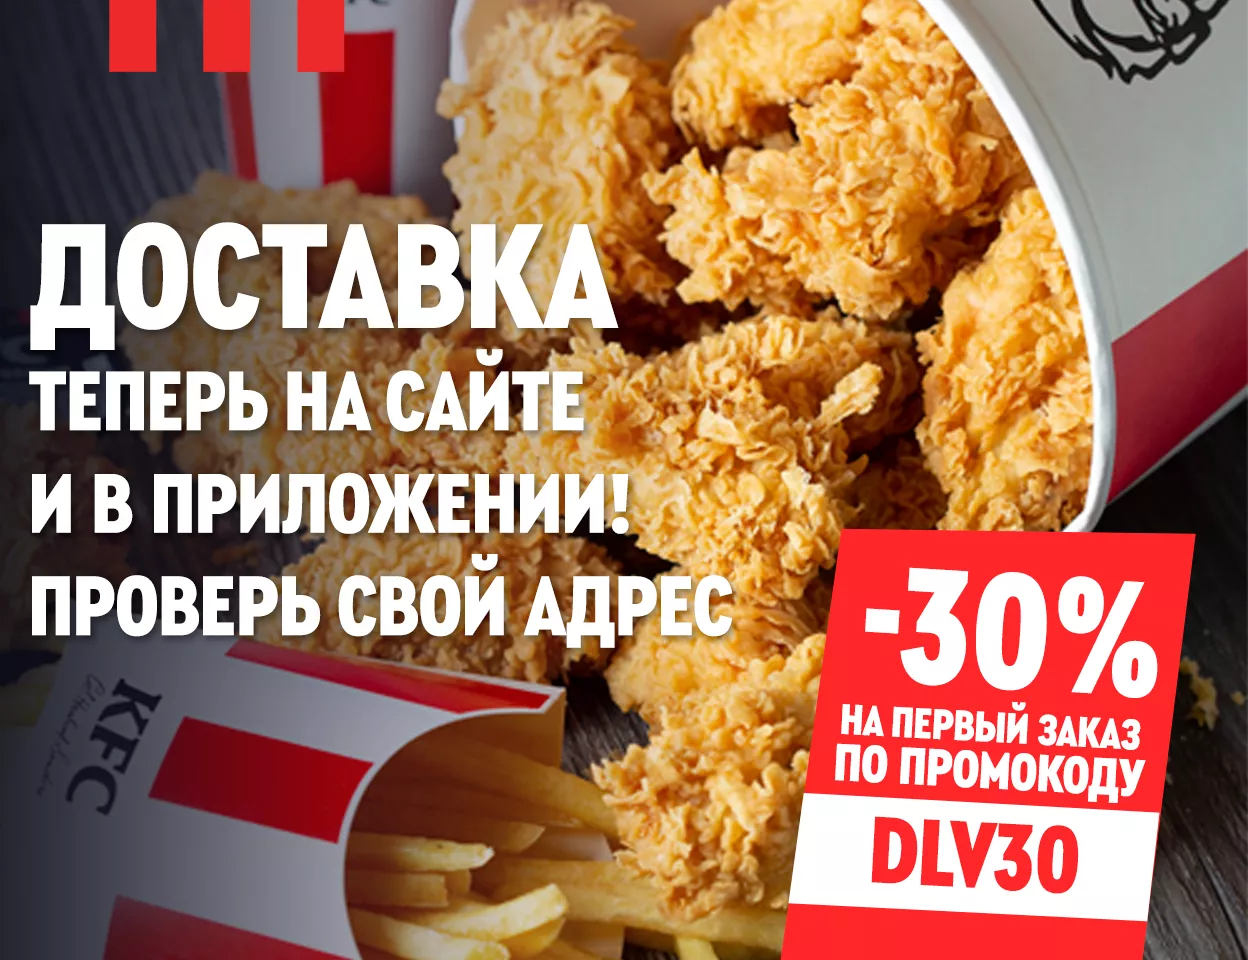 ДОСТАВКА
ТЕПЕРЬ НА САЙТЕ
И В ПРИЛОЖЕНИИ!
ПРОВЕРЬ СВОЙ АДРЕС
KFC
-30%
НА ПЕРВЫЙ ЗАКАЗ
ПО ПРОМОКОДУ
DLV30